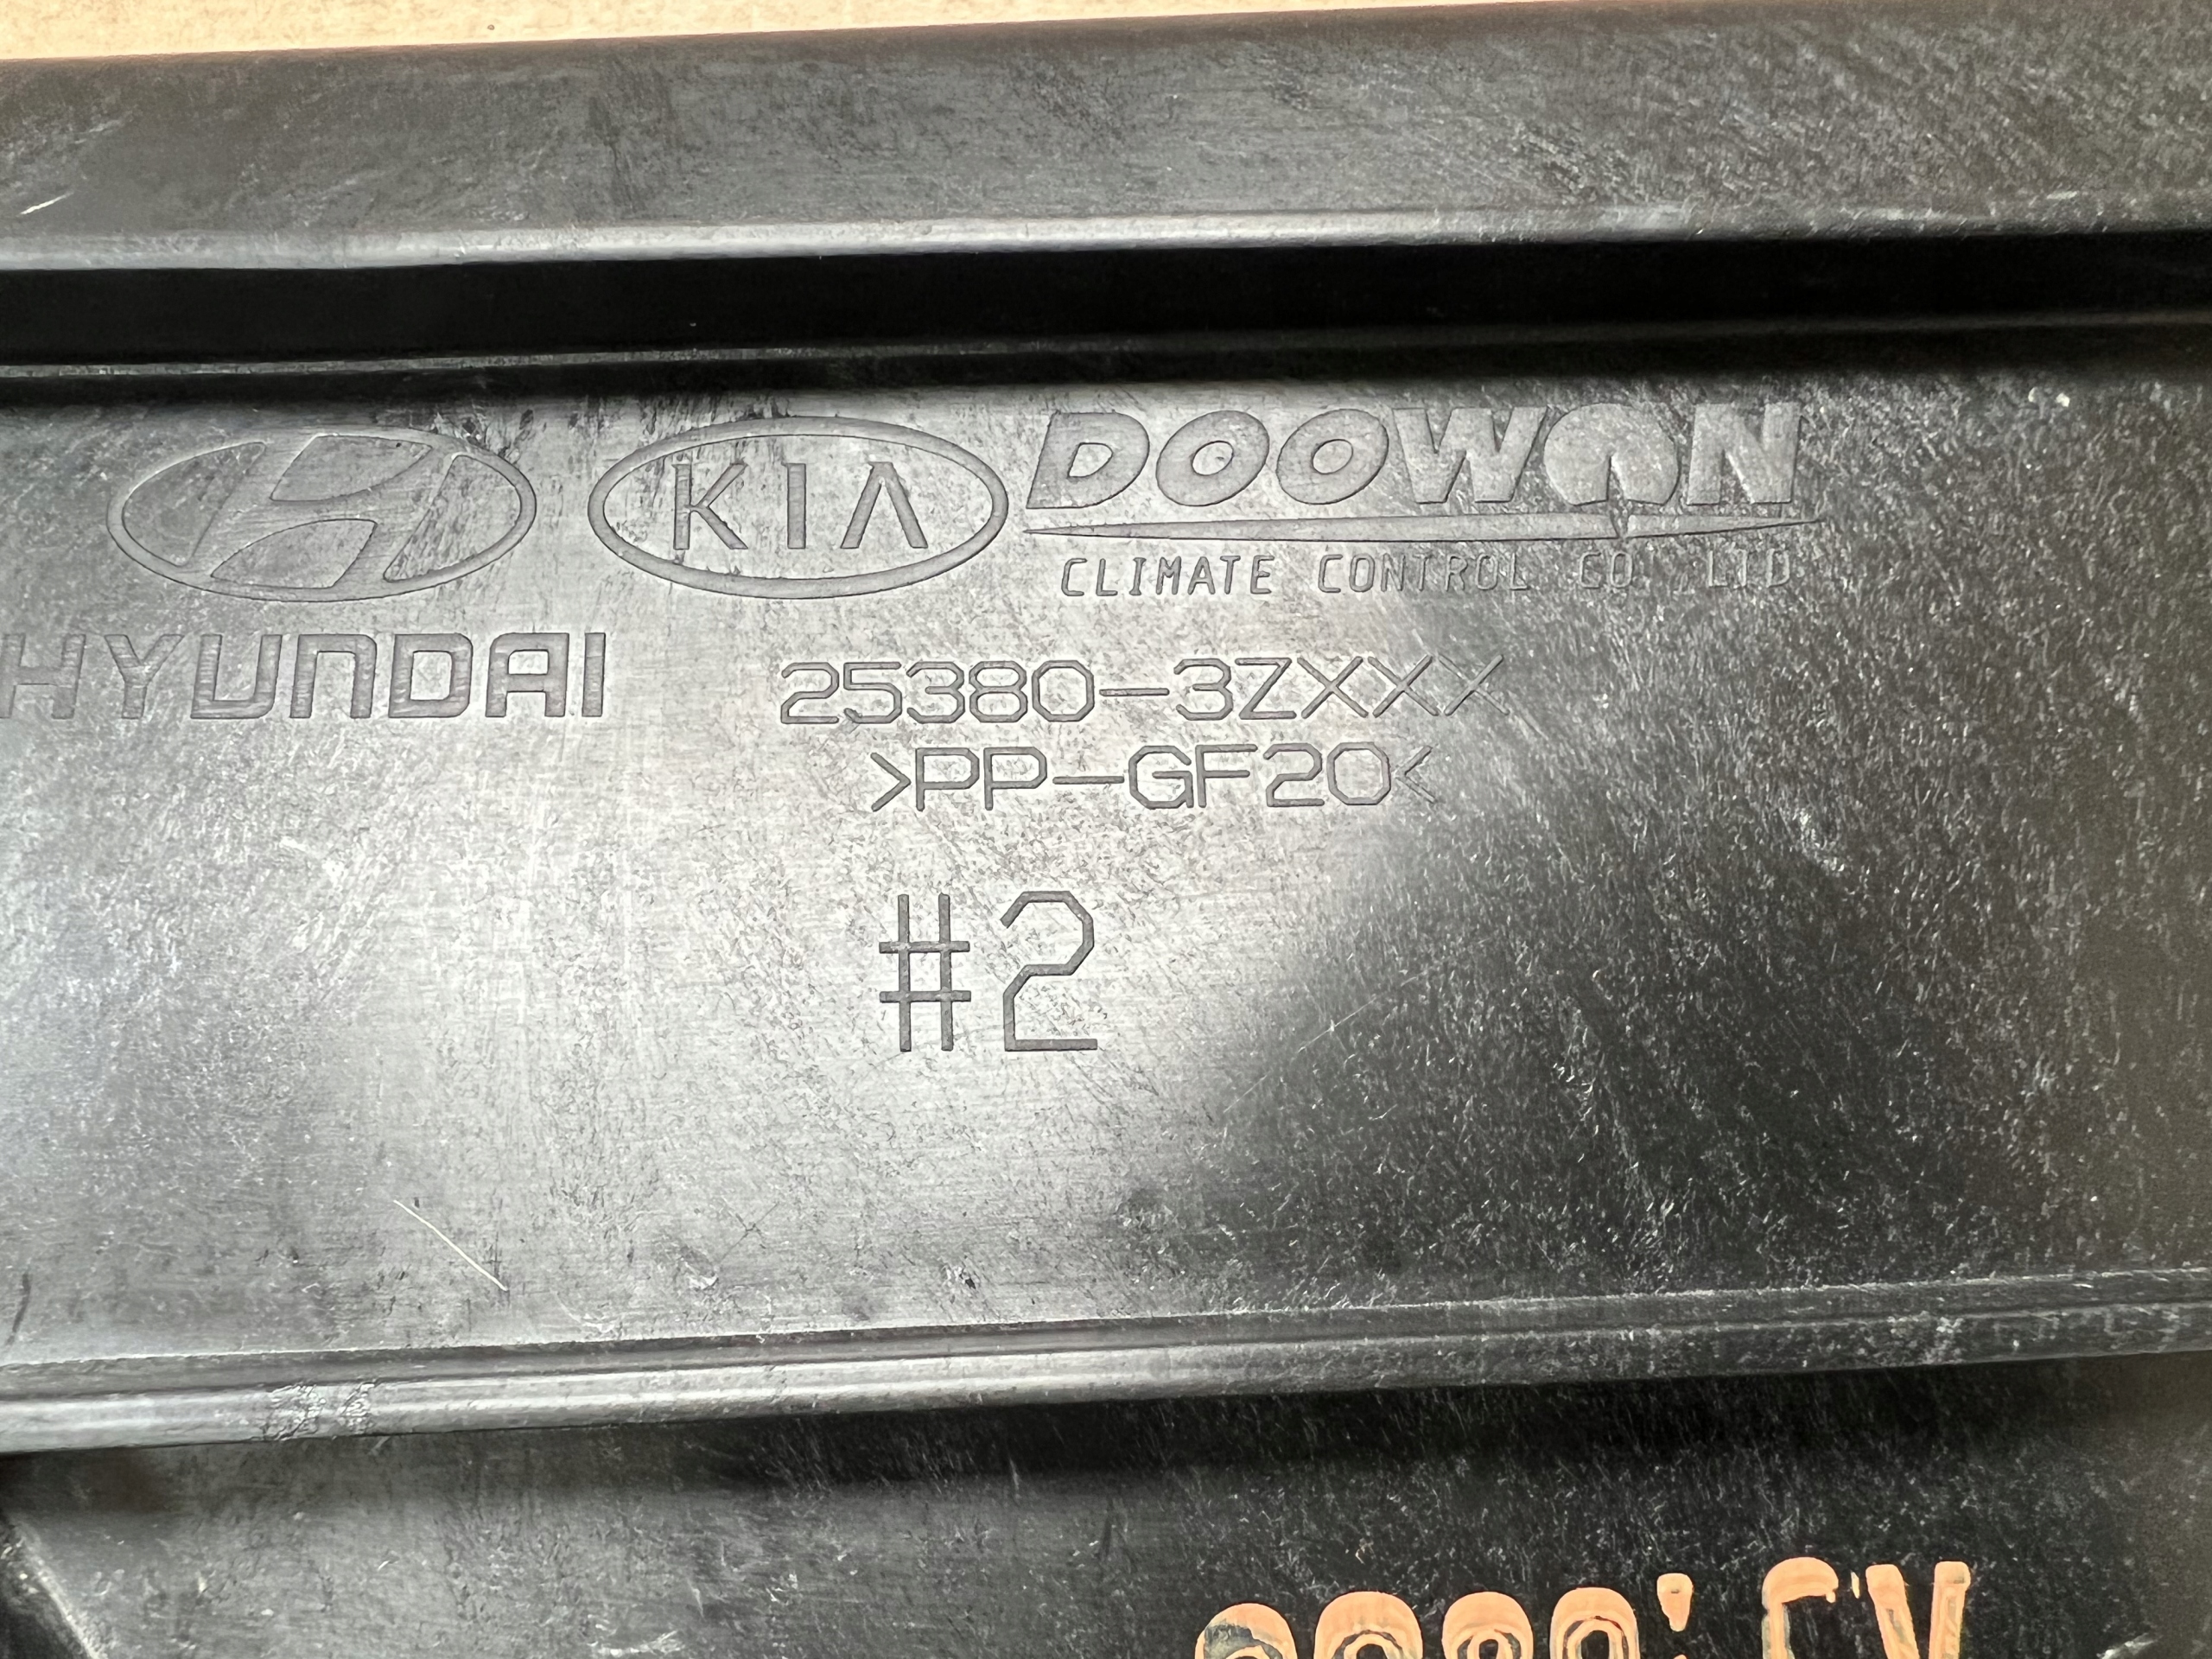 KIA DOOWON
CLIMATE CONTROL CO LTD
HYUNDAI
25380-3ZXXX
>PP-GF20<
#2